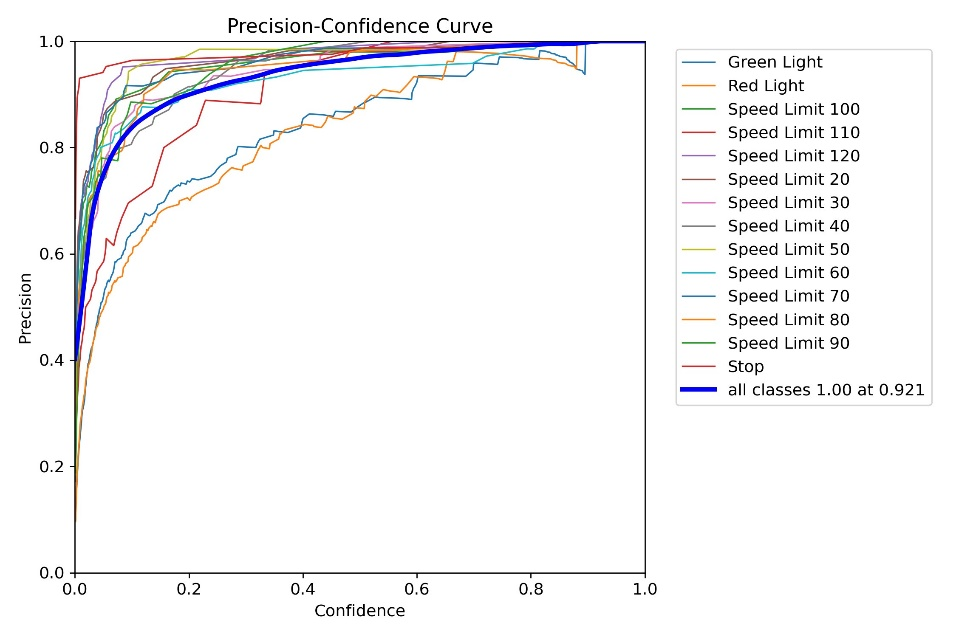 Precision-Confidence Curve
1.0
0.8
0.6
0.4
0.2
0.0
Precision
0.0 0.2 0.4 0.6 0.8 1.0
Confidence
Green Light
Red Light
Speed Limit 100
Speed Limit 110
Speed Limit 120
Speed Limit 20
Speed Limit 30
Speed Limit 40
Speed Limit 50
Speed Limit 60
Speed Limit 70
Speed Limit 80
Speed Limit 90
Stop
all classes 1.00 at 0.921